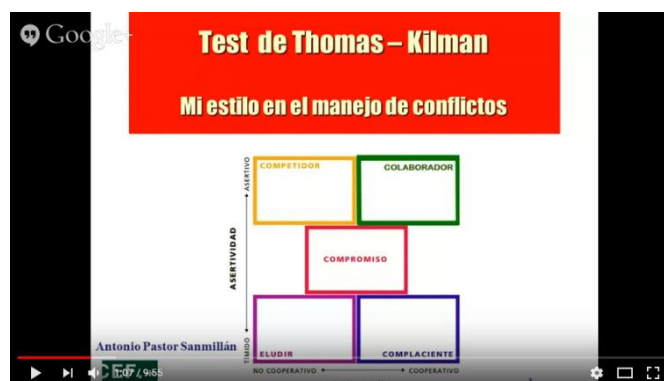 Google+
Test de Thomas – Kilman
Mi estilo en el manejo de conflictos
ASERTIVO
COMPETIDOR
COLABORADOR
ASERTIVIDAD
COMPROMISO
Antonio Pastor Sanmillán
TÍMIDO
ELUDIR
COMPLACIENTE
CEF.-
1:07 / 9:55
NO COOPERATIVO
COOPERATIVO